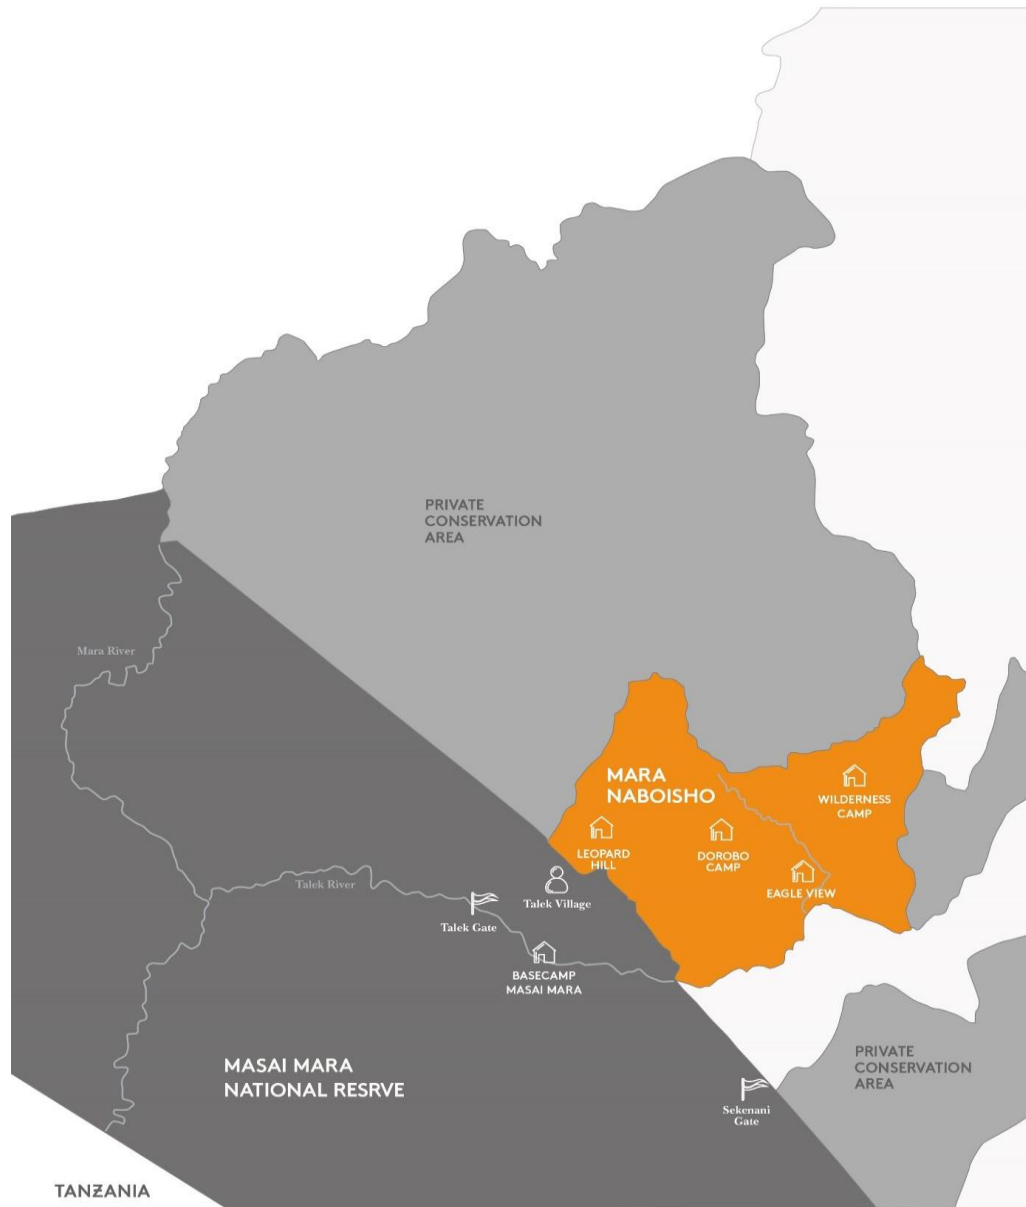 PRIVATE
CONSERVATION
AREA
Mara River
MARA
NABOISHO
WILDERNESS
CAMP
LEOPARD
HILL
DOROBO
CAMP
EAGLE VIEW
Talek River
Talek Village
Talek Gate
BASECAMP
MASAI MARA
MASAI MARA
NATIONAL RESRVE
PRIVATE
CONSERVATION
AREA
Sekenani
Gate
TANZANIA